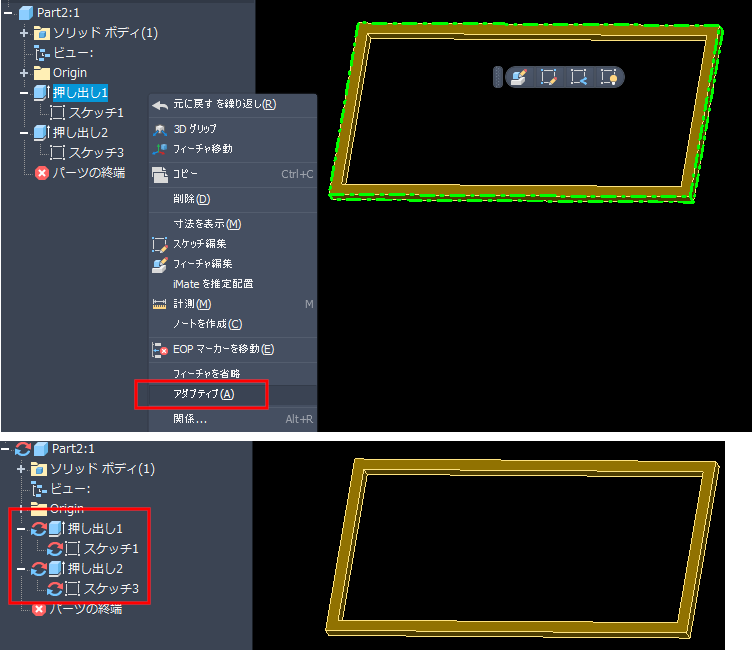 Part2:1
ソリッド ボディ(1)
ビュー:
Origin
押し出し1
スケッチ1
押し出し2
スケッチ3
パーツの終端
元に戻す を繰り返し(R)
3D グリップ
フィーチャ移動
コピー Ctrl+C
削除(D)
寸法を表示(M)
スケッチ編集
フィーチャ編集
iMate を推定配置
計測(M) M
ノートを作成(C)
EOP マーカーを移動(E)
フィーチャを省略
アダプティブ(A)
関係... Alt+R
Part2:1
ソリッド ボディ(1)
ビュー:
Origin
押し出し1
スケッチ1
押し出し2
スケッチ3
パーツの終端